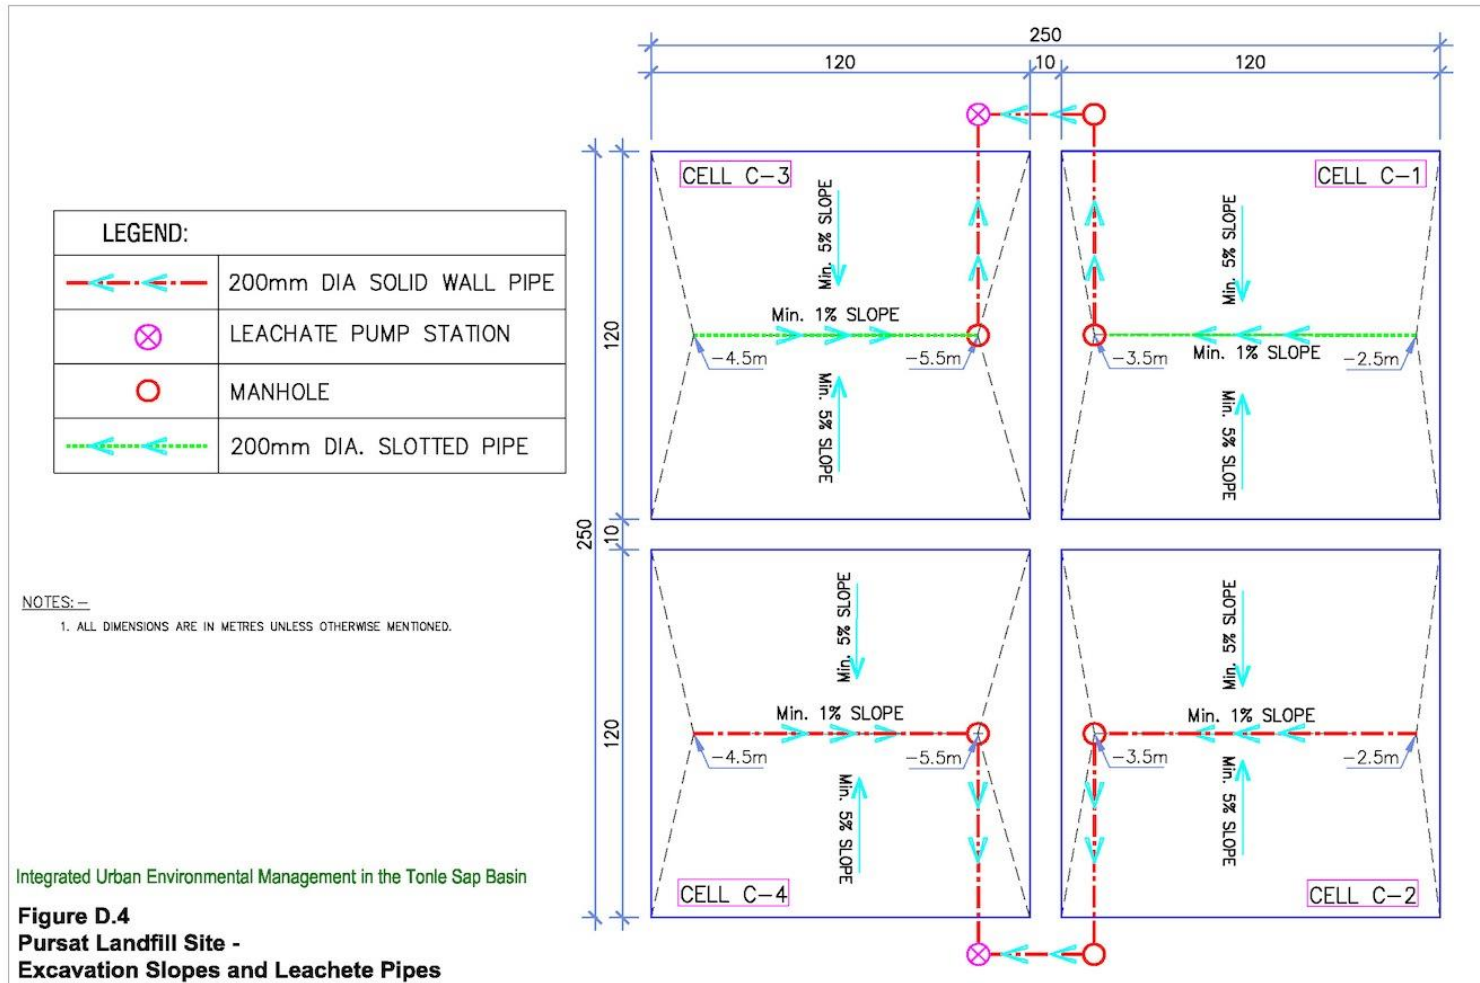 250
120
10
120
CELL C-3
CELL C-1
Min. 5% SLOPE
Min. 5% SLOPE
LEGEND:
200mm DIA SOLID WALL PIPE
LEACHATE PUMP STATION
MANHOLE
200mm DIA. SLOTTED PIPE
Min. 1% SLOPE
-4.5m
-5.5m
-3.5m
Min. 1% SLOPE
-2.5m
Min. 5% SLOPE
Min. 5% SLOPE
120
250
10
120
Min. 5% SLOPE
Min. 5% SLOPE
Min. 1% SLOPE
Min. 1% SLOPE
-4.5m
-5.5m
-3.5m
-2.5m
Min. 5% SLOPE
Min. 5% SLOPE
CELL C-4
CELL C-2
NOTES:-
1. ALL DIMENSIONS ARE IN METRES UNLESS OTHERWISE MENTIONED.
Integrated Urban Environmental Management in the Tonle Sap Basin
Figure D.4
Pursat Landfill Site -
Excavation Slopes and Leachete Pipes